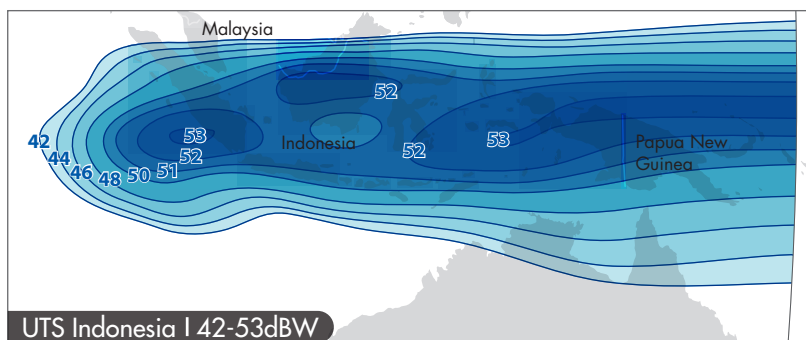 Malaysia
52
53
Indonesia
53
42
52
52
Papua New
Guinea
44
46
48
50
51
UTS Indonesia I 42-53dBW